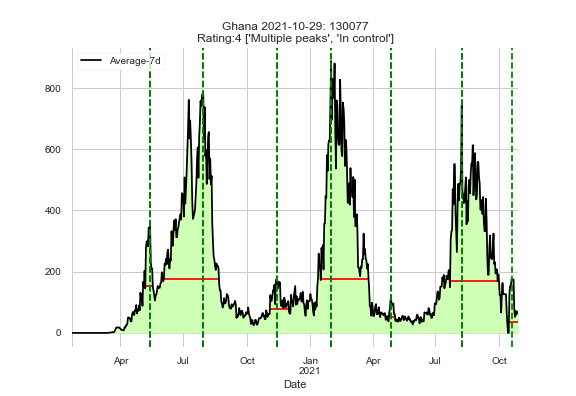 Ghana 2021-10-29: 130077
Rating:4 ['Multiple peaks', 'In control']
Average-7d
800
600
400
200
0
Apr
Jul
Oct
Jan
2021
Apr
Jul
Oct
Date